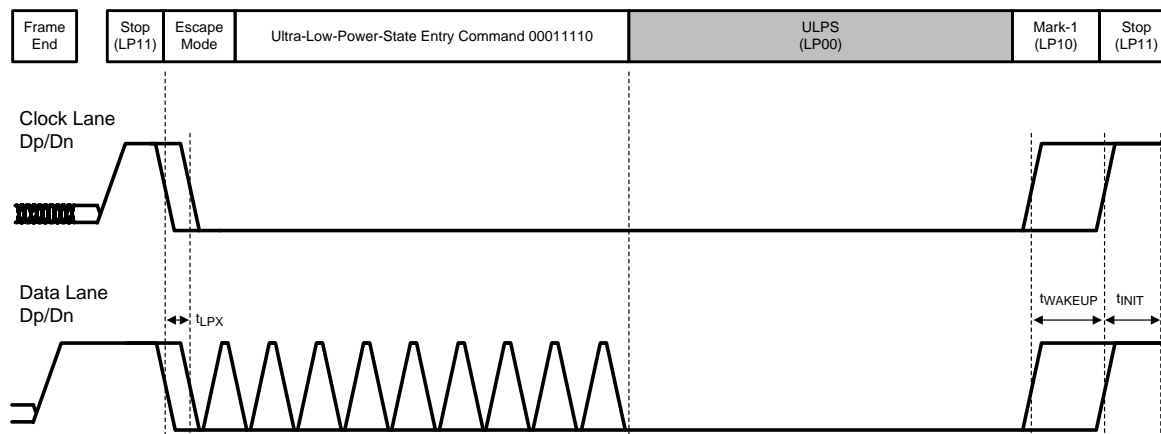 Frame
End
Stop
(LP11)
Escape
Mode
Ultra-Low-Power-State Entry Command 00011110
ULPS
(LP00)
Mark-1
(LP10)
Stop
(LP11)
Clock Lane
Dp/Dn
Data Lane
Dp/Dn
tLPX
tWAKEUP
tINIT